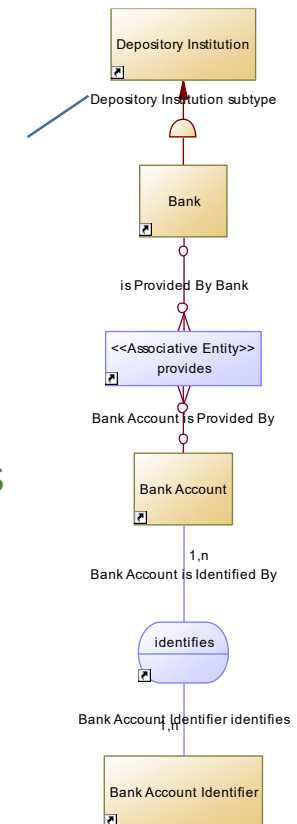 Depository Institution
Depository Institution subtype
Bank
is Provided By Bank
<<Associative Entity>>
provides
Bank Account is Provided By
Bank Account
1,n
Bank Account is Identified By
identifies
Bank Account Identifier identifies
1,n
Bank Account Identifier